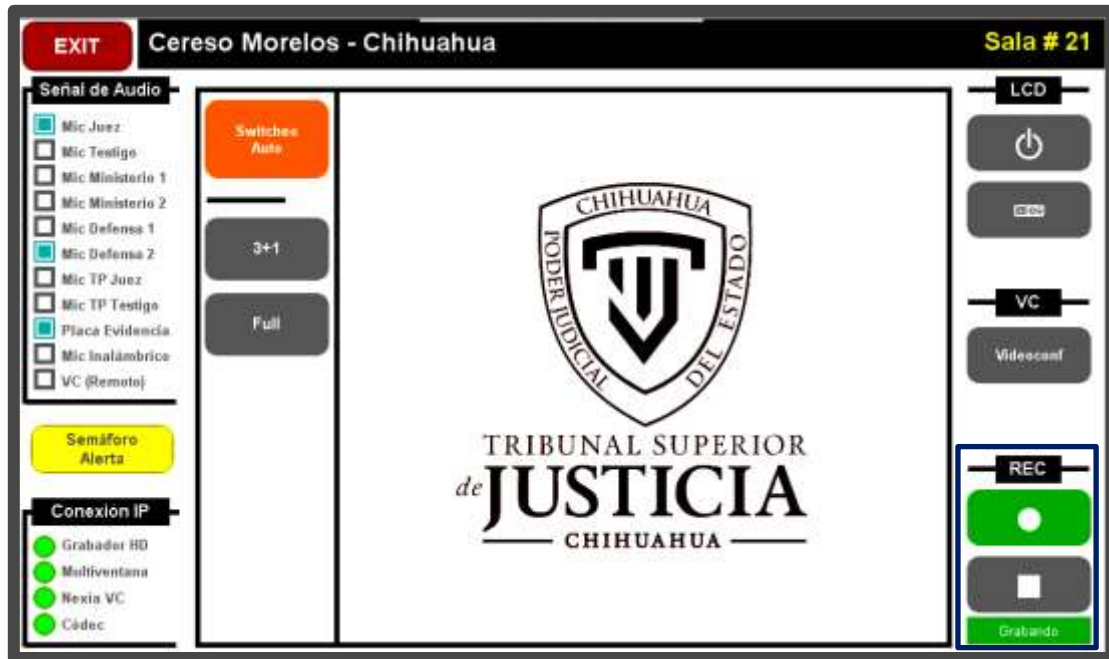 EXIT
Cereso Morelos - Chihuahua
Sala # 21
Señal de Audio
Mic Juez
Mic Testigo
Mic Ministerio 1
Mic Ministerio 2
Mic Defensa 1
Mic Defensa 2
Mic TP Juez
Mic TP Testigo
Placa Evidencia
Mic Inalámbrico
VC (Remoto)
Semáforo
Alerta
Conexión IP
Grabador HD
Multiventana
Nexia VC
Códec
Switcheo
Auto
3+1
Full
CHIHUAHUA
PODER JUDICIAL
DEL ESTADO
TRIBUNAL SUPERIOR
de JUSTICIA
CHIHUAHUA
LCD
VC
Videoconf
REC
Grabando